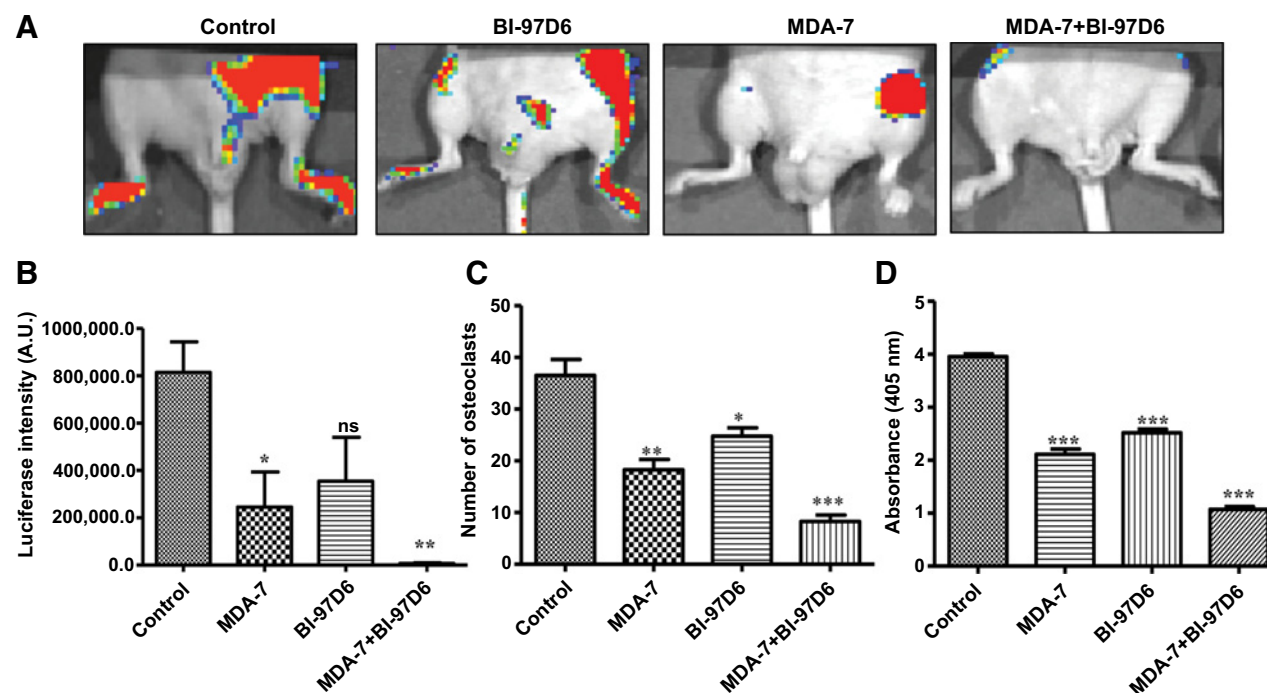 A
Control
BI-97D6
MDA-7
MDA-7+BI-97D6
B
Luciferase intensity (A.U.)
1000,000.0
800,000.0
600,000.0
400,000.0
200,000.0
0.0
*
ns
**
Control
MDA-7
BI-97D6
MDA-7+BI-97D6
C
Number of osteoclasts
50
40
30
20
10
0
**
*
***
Control
MDA-7
BI-97D6
MDA-7+BI-97D6
D
Absorbance (405 nm)
5
4
3
2
1
0
***
***
***
Control
MDA-7
BI-97D6
MDA-7+BI-97D6